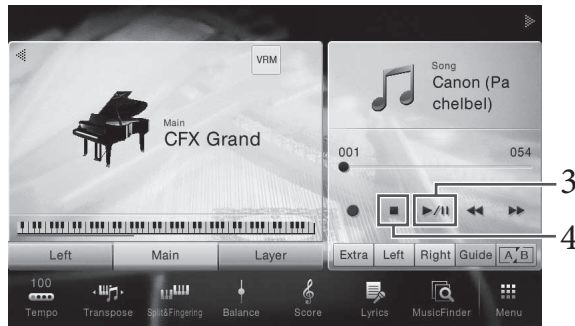 VRM
Main
CFX Grand
Left
Main
Layer
Song
Canon (Pa
chelbel)
001
054
3
4
Extra
Left
Right
Guide
A B
100
Tempo
Transpose
Split&Fingering
Balance
Score
Lyrics
MusicFinder
Menu